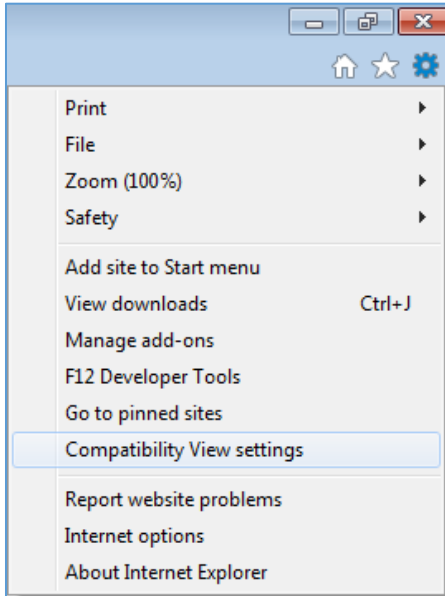 Print
File
Zoom (100%)
Safety
Add site to Start menu
View downloads Ctrl+J
Manage add-ons
F12 Developer Tools
Go to pinned sites
Compatibility View settings
Report website problems
Internet options
About Internet Explorer